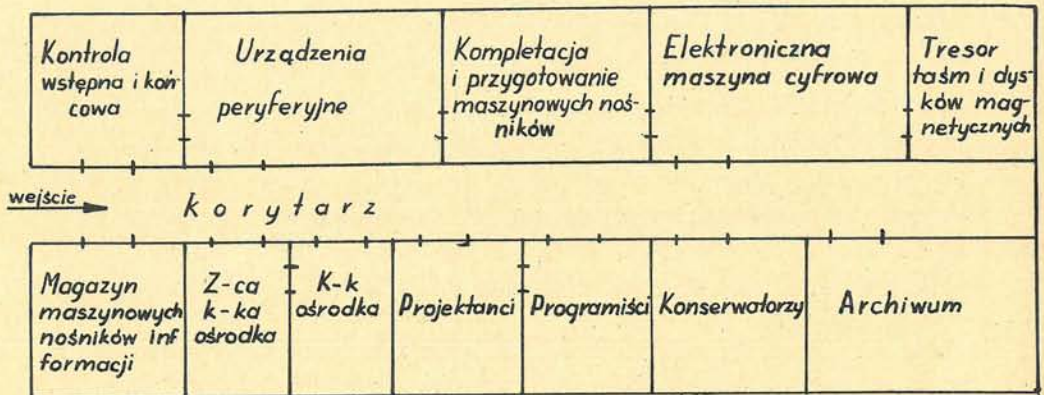 Kontrola
wstępna i koń-
cowa
Urządzenia
peryferyjne
Kompletacja
i przygotowanie
maszynowych noś-
ników
Elektroniczna
maszyna cyfrowa
Tresor
taśm i dys-
ków mag-
netycznych
wejście
korytarz
Magazyn
maszynowych
nośników inf
formacji
Z-ca
k-ka
ośrodka
K-k
ośrodka
Projektanci
Programiści
Konserwatorzy
Archiwum